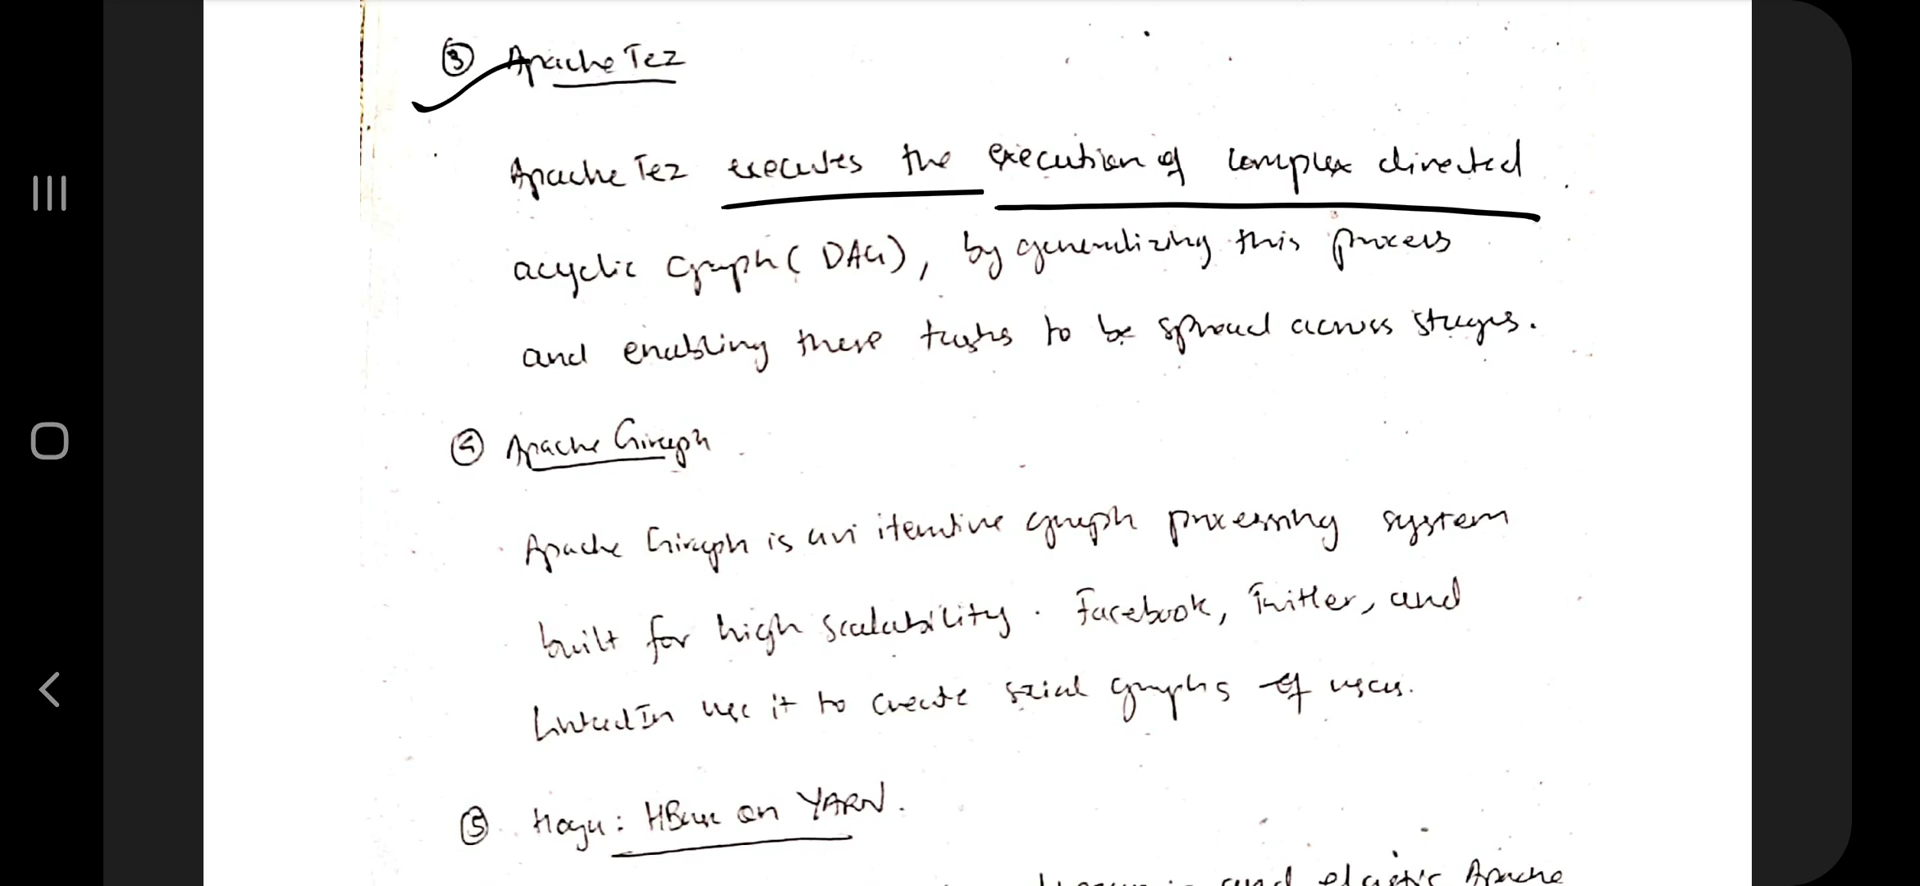 ③ Apache Tez
Apache Tez executes the execution of complex directed
acyclic graph (DAG), by generalizing this process
and enabling these tasks to be spread across stages.
④ Apache Giraph
Apache Giraph is an iterative graph processing system
built for high scalability. Facebook, Twitter, and
LinkedIn use it to create social graphs of users.
⑤ Hoya: HBase on YARN.
and elastic Apache